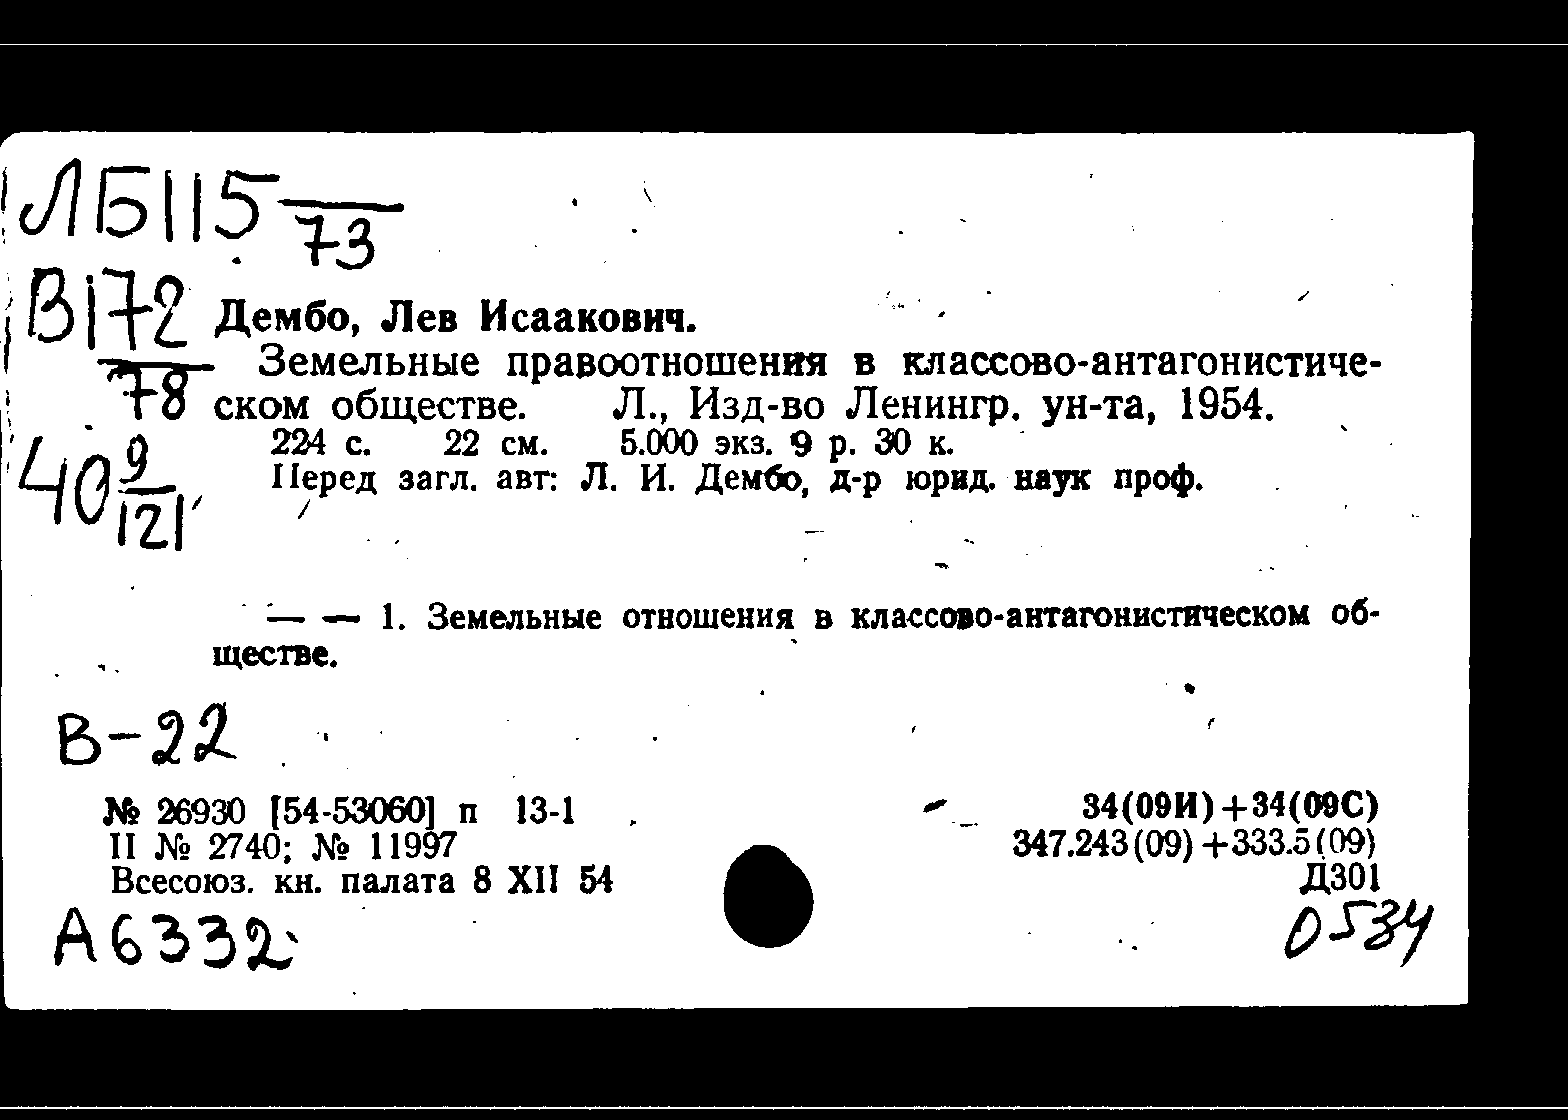 ЛБ115
73
В172
78
Дембо, Лев Исаакович.
Земельные правоотношения в классово-антагонистиче-
ском обществе. Л., Изд-во Ленингр. ун-та, 1954.
224 с. 22 см. 5.000 экз. 9 р. 30 к.
40 9
121
Перед загл. авт: Л. И. Дембо, д-р юрид. наук проф.
— — 1. Земельные отношения в классово-антагонистическом об-
ществе.
В-22
№ 26930 [54-53060] п 13-1
34(09И)+34(09С)
II № 2740; № 11997
347.243(09)+333.5(09)
Всесоюз. кн. палата 8 XII 54
Д301
А6332
0534